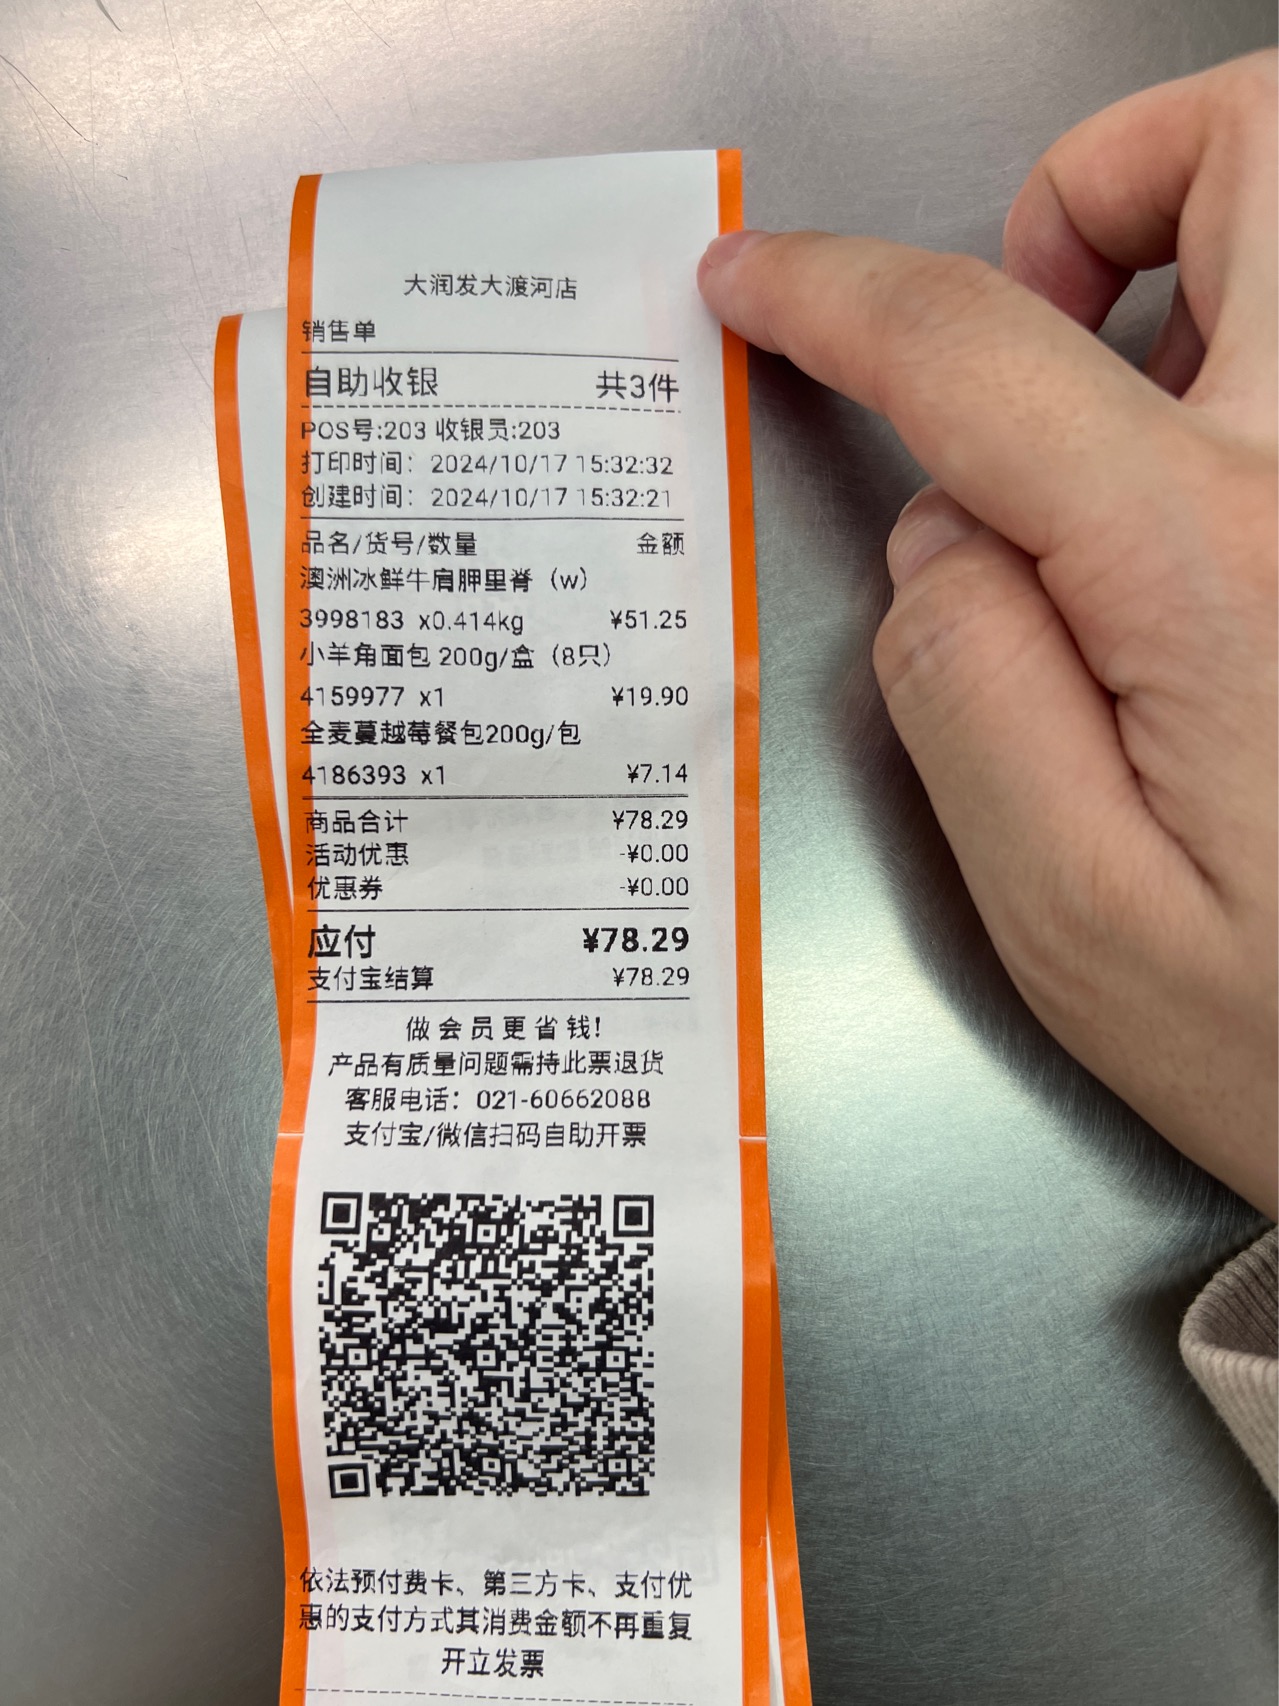 大润发大渡河店
销售单
自助收银 共3件
POS号:203 收银员:203
打印时间：2024/10/17 15:32:32
创建时间：2024/10/17 15:32:21
品名/货号/数量 金额
澳洲冰鲜牛肩胛里脊（w）
3998183 x0.414kg ¥51.25
小羊角面包 200g/盒（8只）
4159977 x1 ¥19.90
全麦蔓越莓餐包200g/包
4186393 x1 ¥7.14
商品合计 ¥78.29
活动优惠 -¥0.00
优惠券 -¥0.00
应付 ¥78.29
支付宝结算 ¥78.29
做会员更省钱!
产品有质量问题需持此票退货
客服电话：021-60662088
支付宝/微信扫码自助开票
依法预付费卡、第三方卡、支付优
惠的支付方式其消费金额不再重复
开立发票